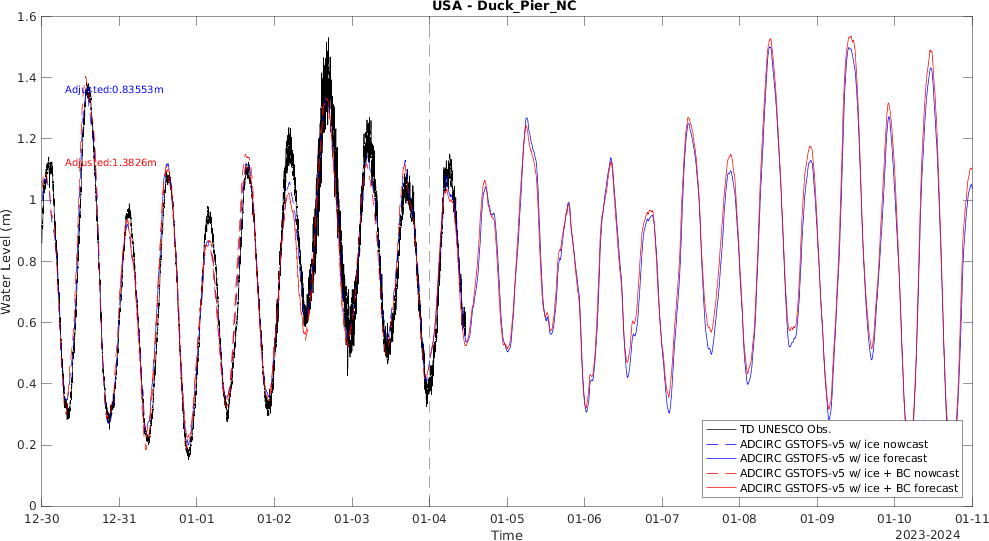 USA - Duck_Pier_NC
Water Level (m)
1.6
1.4
1.2
1
0.8
0.6
0.4
0.2
0
Adjusted:0.83553m
Adjusted:1.3826m
TD UNESCO Obs.
ADCIRC GSTOFS-v5 w/ ice nowcast
ADCIRC GSTOFS-v5 w/ ice forecast
ADCIRC GSTOFS-v5 w/ ice + BC nowcast
ADCIRC GSTOFS-v5 w/ ice + BC forecast
12-30 12-31 01-01 01-02 01-03 01-04 01-05 01-06 01-07 01-08 01-09 01-10 01-11
Time
2023-2024